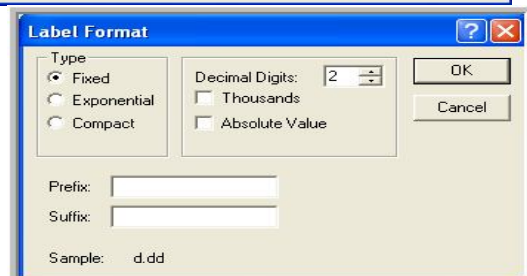 Label Format
Type
Fixed
Exponential
Compact
Decimal Digits: 2
Thousands
Absolute Value
OK
Cancel
Prefix:
Suffix:
Sample: d.dd